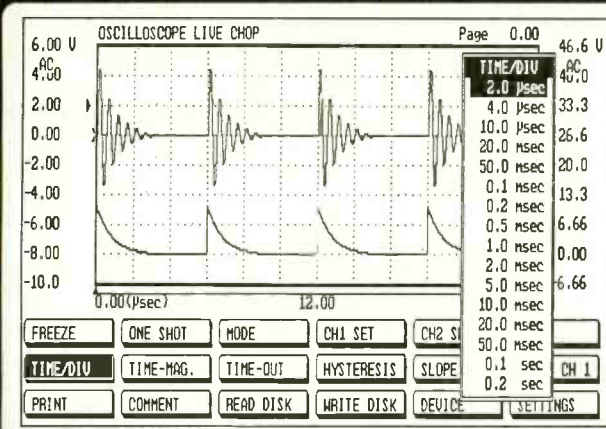 OSCILLOSCOPE LIVE CHOP
Page 0.00
6.00 V
AC
4.00
2.00
0.00
-2.00
-4.00
-6.00
-8.00
-10.0
46.6 V
AC
40.0
33.3
26.6
20.0
13.3
6.66
0.00
6.66
0.00(µsec)
12.00
TIME/DIV
2.0 µsec
4.0 µsec
10.0 µsec
20.0 msec
50.0 msec
0.1 msec
0.2 msec
0.5 msec
1.0 msec
2.0 msec
5.0 msec
10.0 msec
20.0 msec
50.0 msec
0.1 sec
0.2 sec
FREEZE
ONE SHOT
MODE
CH1 SET
CH2 S
TIME/DIV
TIME-MAG.
TIME-OUT
HYSTERESIS
SLOPE
CH 1
PRINT
COMMENT
READ DISK
WRITE DISK
DEVICE
SETTINGS